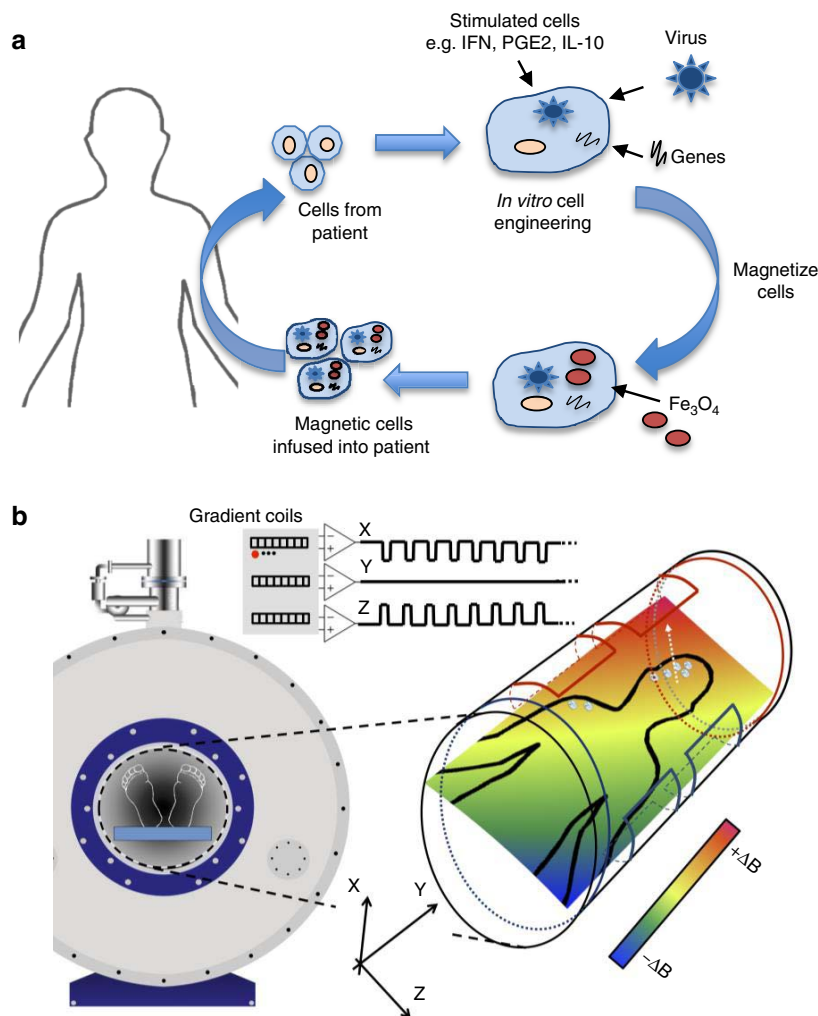 a
Stimulated cells
e.g. IFN, PGE2, IL-10
Virus
Genes
Cells from
patient
In vitro cell
engineering
Magnetize
cells
Fe₃O₄
Magnetic cells
infused into patient
b
Gradient coils
X
Y
Z
− +
− +
− +
X
Y
Z
+ΔB
−ΔB